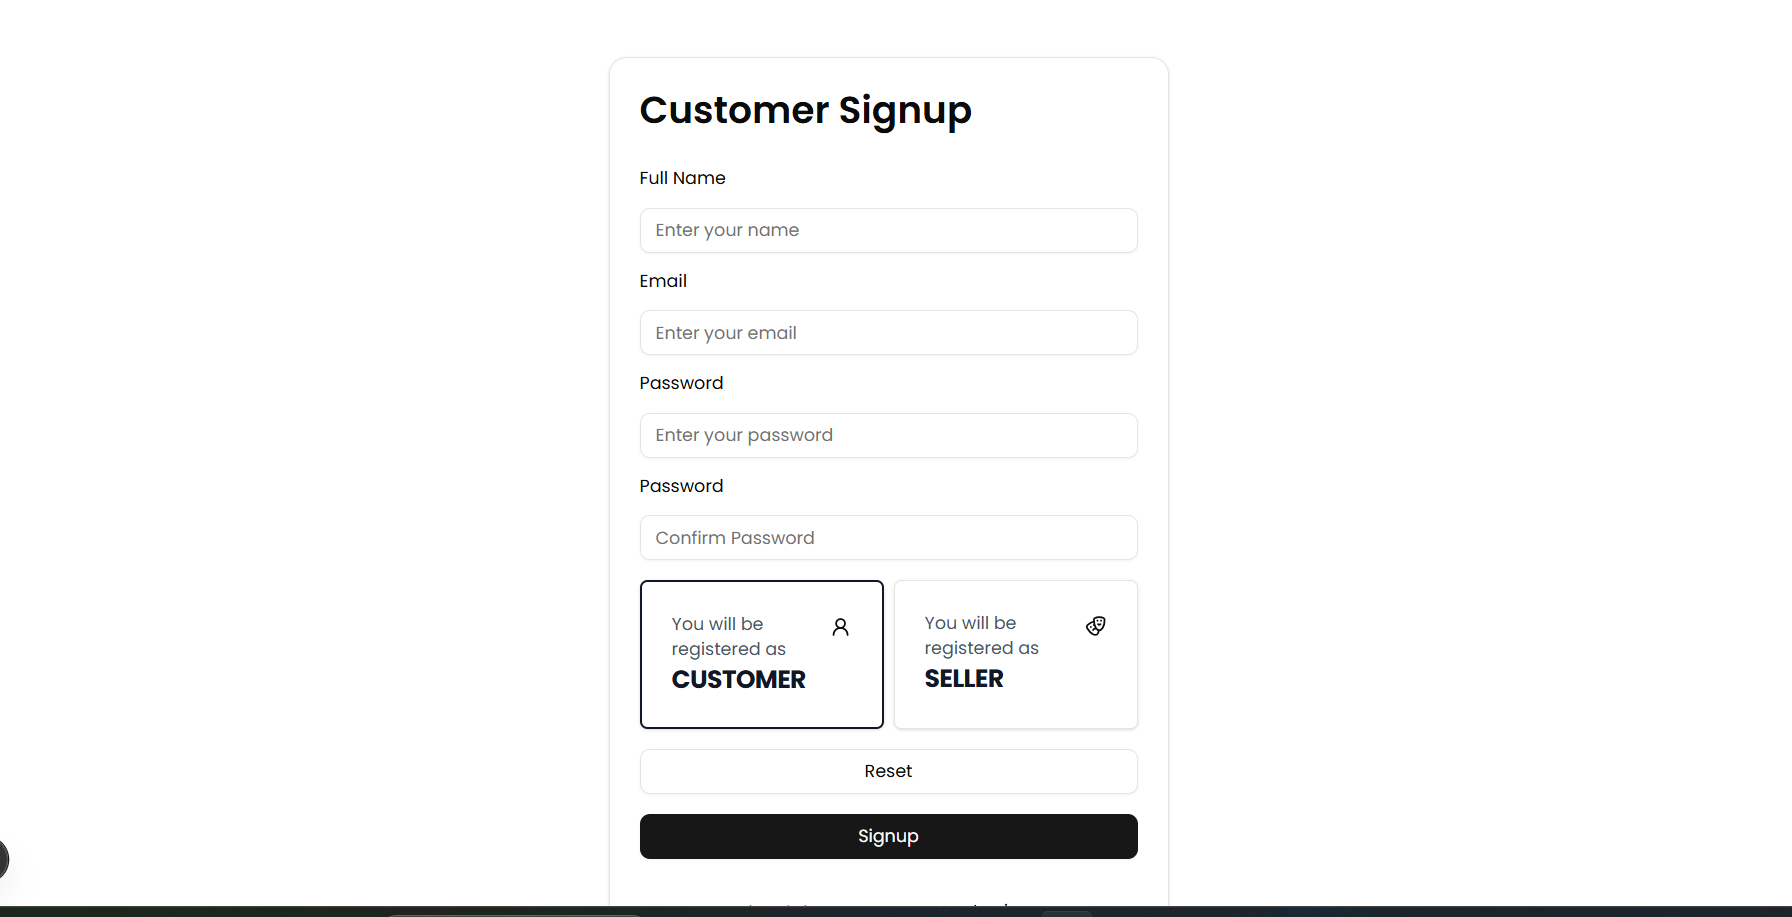 Customer Signup
Full Name
Enter your name
Email
Enter your email
Password
Enter your password
Password
Confirm Password
You will be
registered as
CUSTOMER
You will be
registered as
SELLER
Reset
Signup